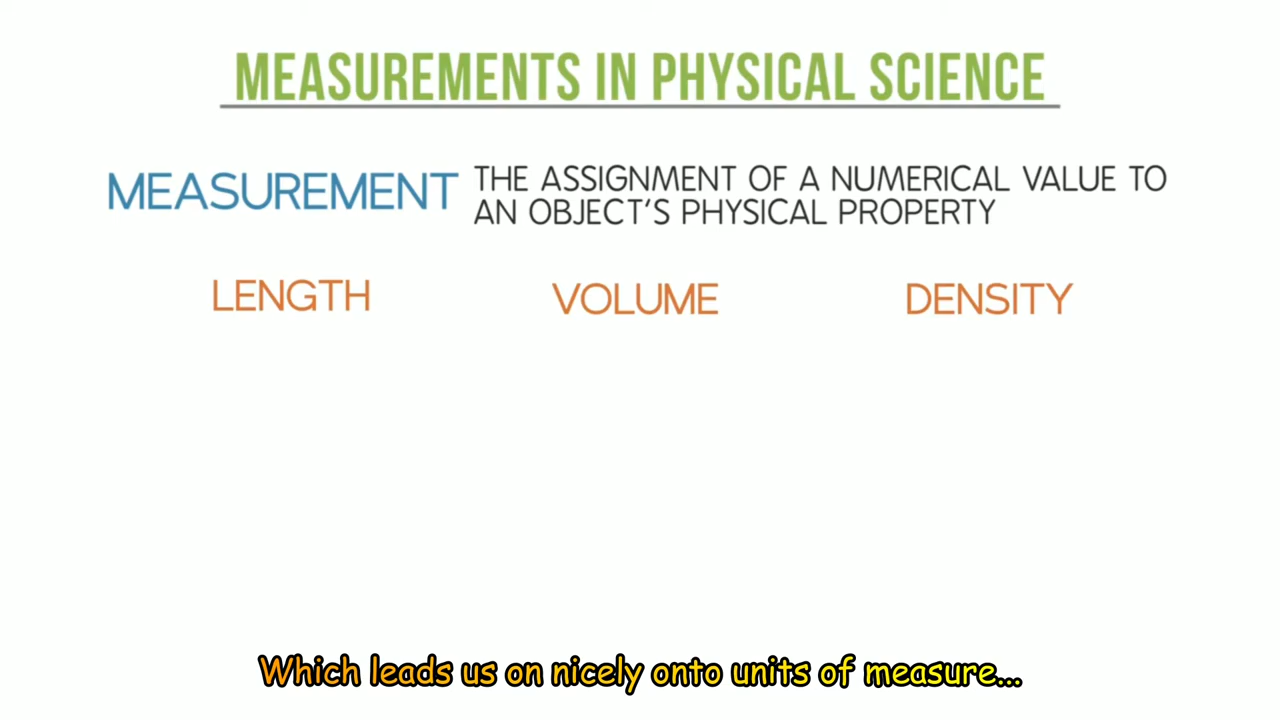 MEASUREMENTS IN PHYSICAL SCIENCE
MEASUREMENT
THE ASSIGNMENT OF A NUMERICAL VALUE TO
AN OBJECT'S PHYSICAL PROPERTY
LENGTH
VOLUME
DENSITY
Which leads us on nicely onto units of measure...